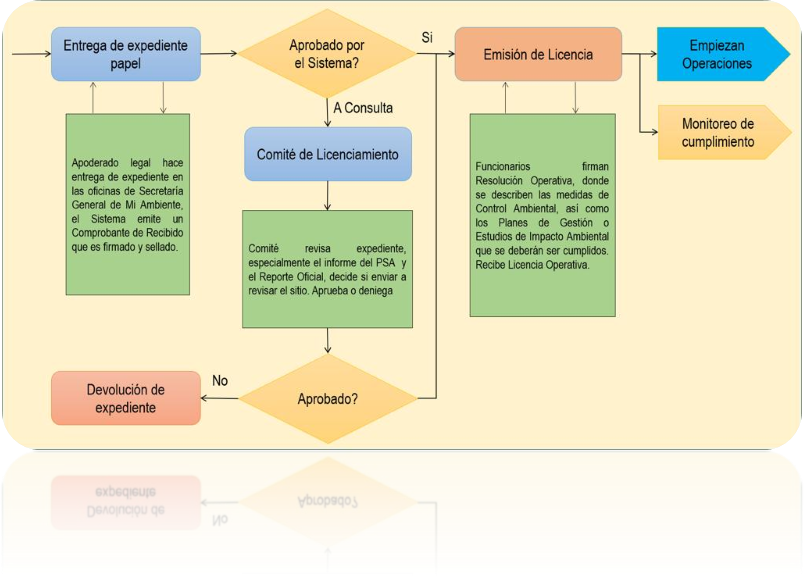 Entrega de expediente
papel
Aprobado por
el Sistema?
Si
Emisión de Licencia
Empiezan
Operaciones
A Consulta
Monitoreo de
cumplimiento
Comité de Licenciamiento
Apoderado legal hace
entrega de expediente en
las oficinas de Secretaría
General de Mi Ambiente,
el Sistema emite un
Comprobante de Recibido
que es firmado y sellado.
Funcionarios firman
Resolución Operativa, donde
se describen las medidas de
Control Ambiental, así como
los Planes de Gestión o
Estudios de Impacto Ambiental
que se deberán ser cumplidos.
Recibe Licencia Operativa.
Comité revisa expediente,
especialmente el informe del PSA y
el Reporte Oficial, decide si enviar a
revisar el sitio. Aprueba o deniega
Devolución de
expediente
No
Aprobado?